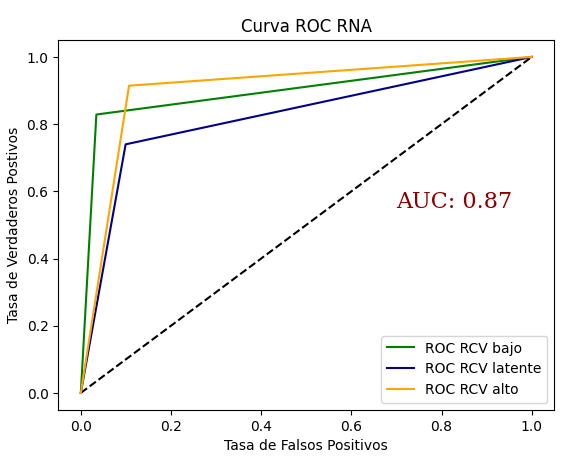 Curva ROC RNA
Tasa de Verdaderos Postivos
1.0
0.8
0.6
0.4
0.2
0.0
AUC: 0.87
ROC RCV bajo
ROC RCV latente
ROC RCV alto
0.0 0.2 0.4 0.6 0.8 1.0
Tasa de Falsos Positivos